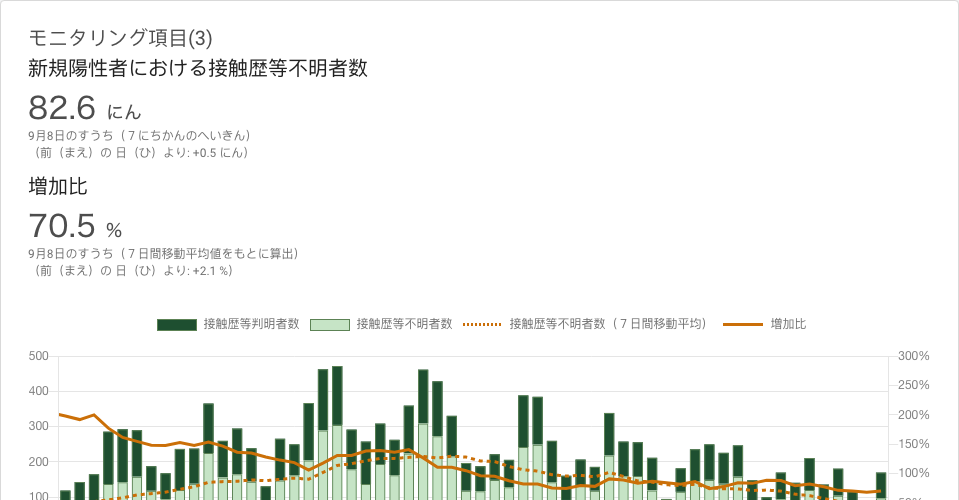 モニタリング項目(3)
新規陽性者における接触歴等不明者数
82.6 にん
9月8日のすうち（７にちかんのへいきん）
（前（まえ）の 日（ひ）より: +0.5 にん）
増加比
70.5 %
9月8日のすうち（７日間移動平均値をもとに算出）
（前（まえ）の 日（ひ）より: +2.1 %）
接触歴等判明者数 接触歴等不明者数 接触歴等不明者数（７日間移動平均） 増加比
500 300%
250%
400
200%
300
150%
200
100%
100